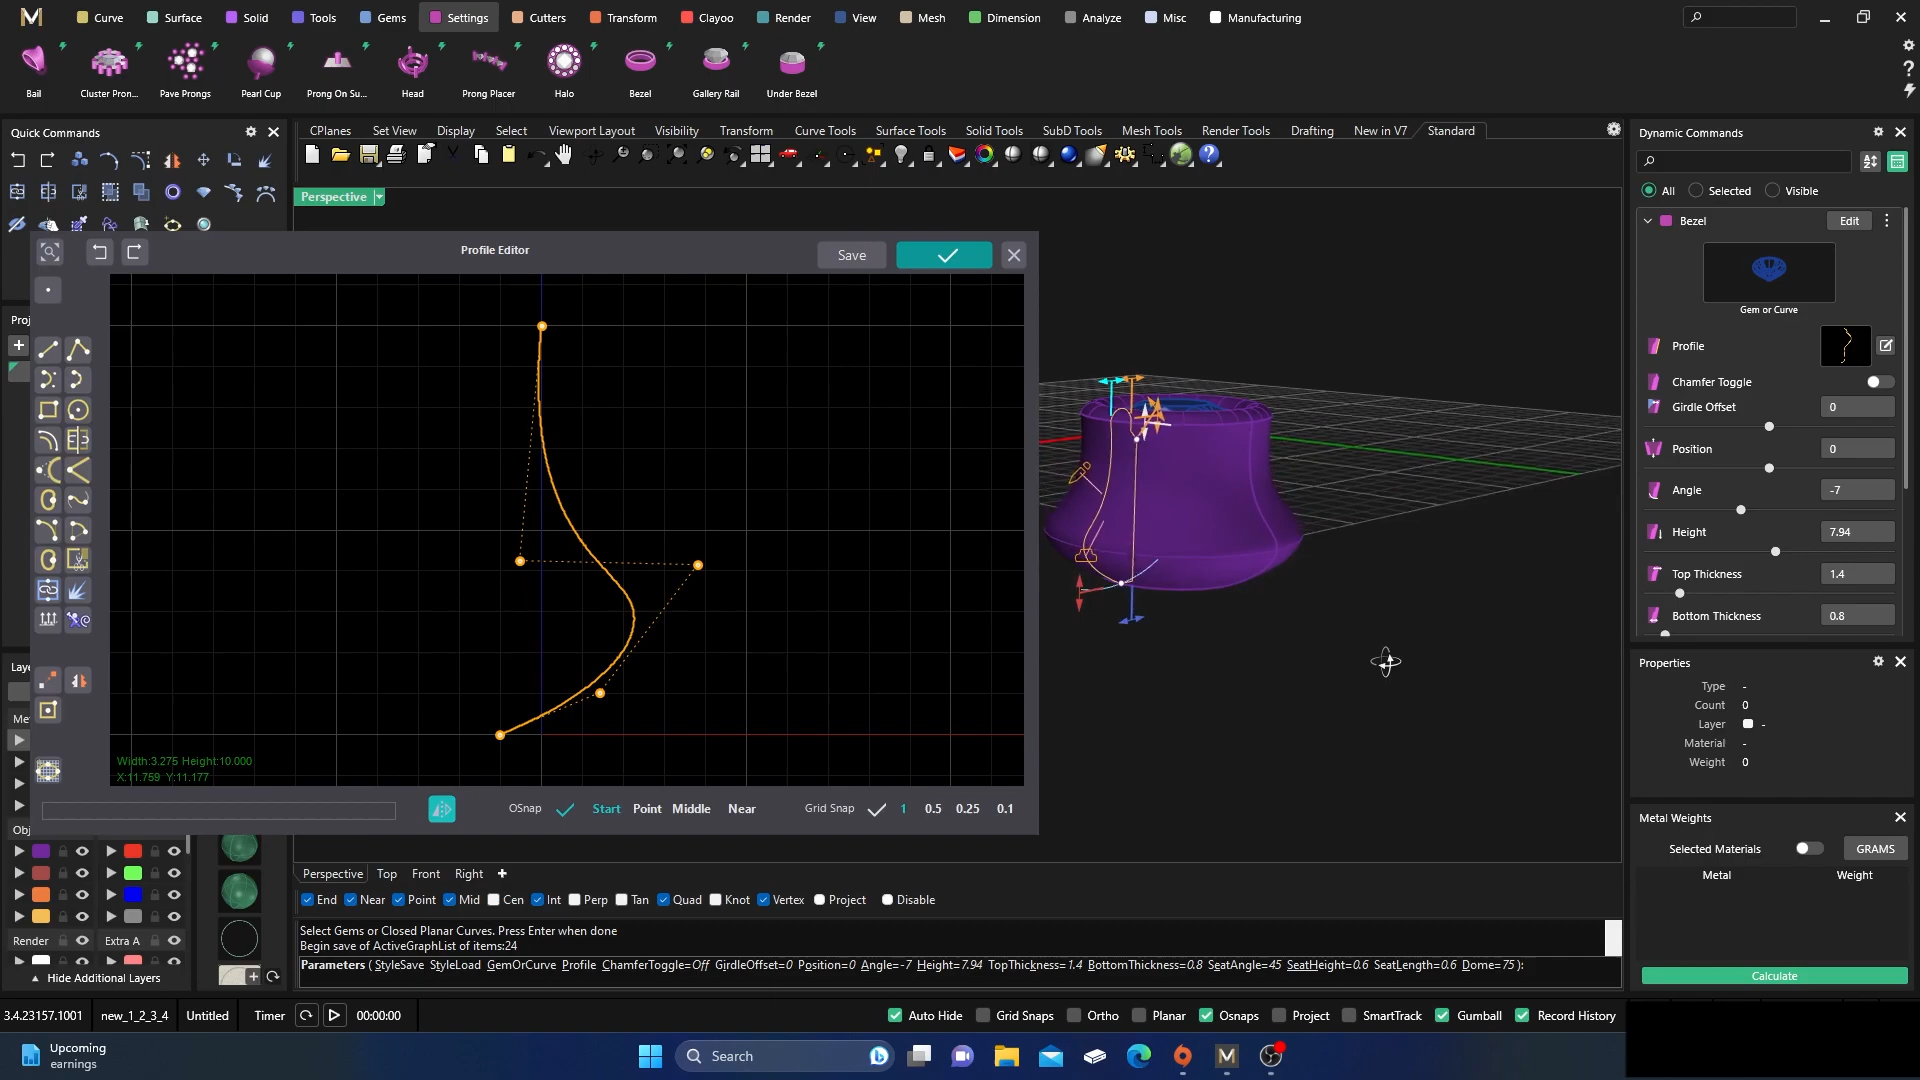 Curve Surface Solid Tools Gems Settings Cutters Transform Clayoo Render View Mesh Dimension Analyze Misc Manufacturing
Bail Cluster Pron... Pave Prongs Pearl Cup Prong On Su... Head Prong Placer Halo Bezel Gallery Rail Under Bezel
Quick Commands
CPlanes Set View Display Select Viewport Layout Visibility Transform Curve Tools Surface Tools Solid Tools SubD Tools Mesh Tools Render Tools Drafting New in V7 Standard
Perspective
Profile Editor
Save
Width:3.275 Height:10.000
X:11.759 Y:11.177
OSnap Start Point Middle Near Grid Snap 1 0.5 0.25 0.1
Proj
Laye
Me
Obj
Render Extra A
Hide Additional Layers
Dynamic Commands
All Selected Visible
Bezel Edit
Gem or Curve
Profile
Chamfer Toggle
Girdle Offset 0
Position 0
Angle -7
Height 7.94
Top Thickness 1.4
Bottom Thickness 0.8
Properties
Type -
Count 0
Layer -
Material -
Weight 0
Metal Weights
Selected Materials GRAMS
Metal Weight
Calculate
Perspective Top Front Right
End Near Point Mid Cen Int Perp Tan Quad Knot Vertex Project Disable
Select Gems or Closed Planar Curves. Press Enter when done
Begin save of ActiveGraphList of items:24
Parameters ( StyleSave StyleLoad GemOrCurve Profile ChamferToggle=Off GirdleOffset=0 Position=0 Angle=-7 Height=7.94 TopThickness=1.4 BottomThickness=0.8 SeatAngle=45 SeatHeight=0.6 SeatLength=0.6 Dome=75 ):
3.4.23157.1001 new_1_2_3_4 Untitled Timer 00:00:00 Auto Hide Grid Snaps Ortho Planar Osnaps Project SmartTrack Gumball Record History
Upcoming
earnings
Search